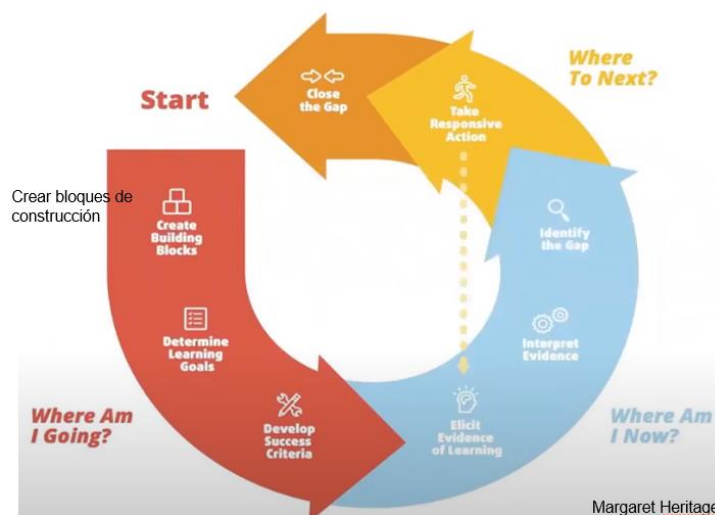 Start
Crear bloques de
construcción
Create
Building
Blocks
Determine
Learning
Goals
Develop
Success
Criteria
Where Am
I Going?
Elicit
Evidence
of Learning
Interpret
Evidence
Identify
the Gap
Where Am
I Now?
Take
Responsive
Action
Where
To Next?
Close
the Gap
Margaret Heritage